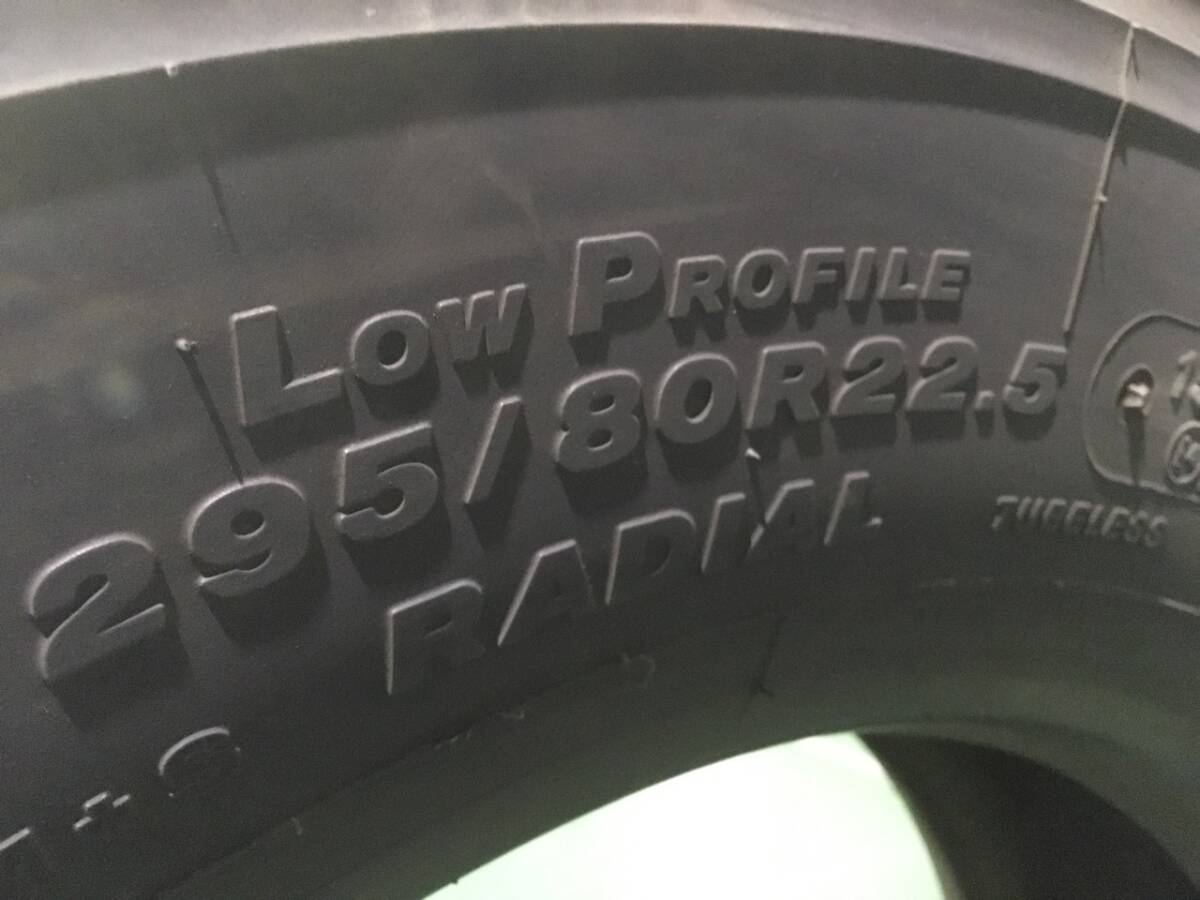 LOW PROFILE
295/80R22.5
RADIAL
TUBELESS